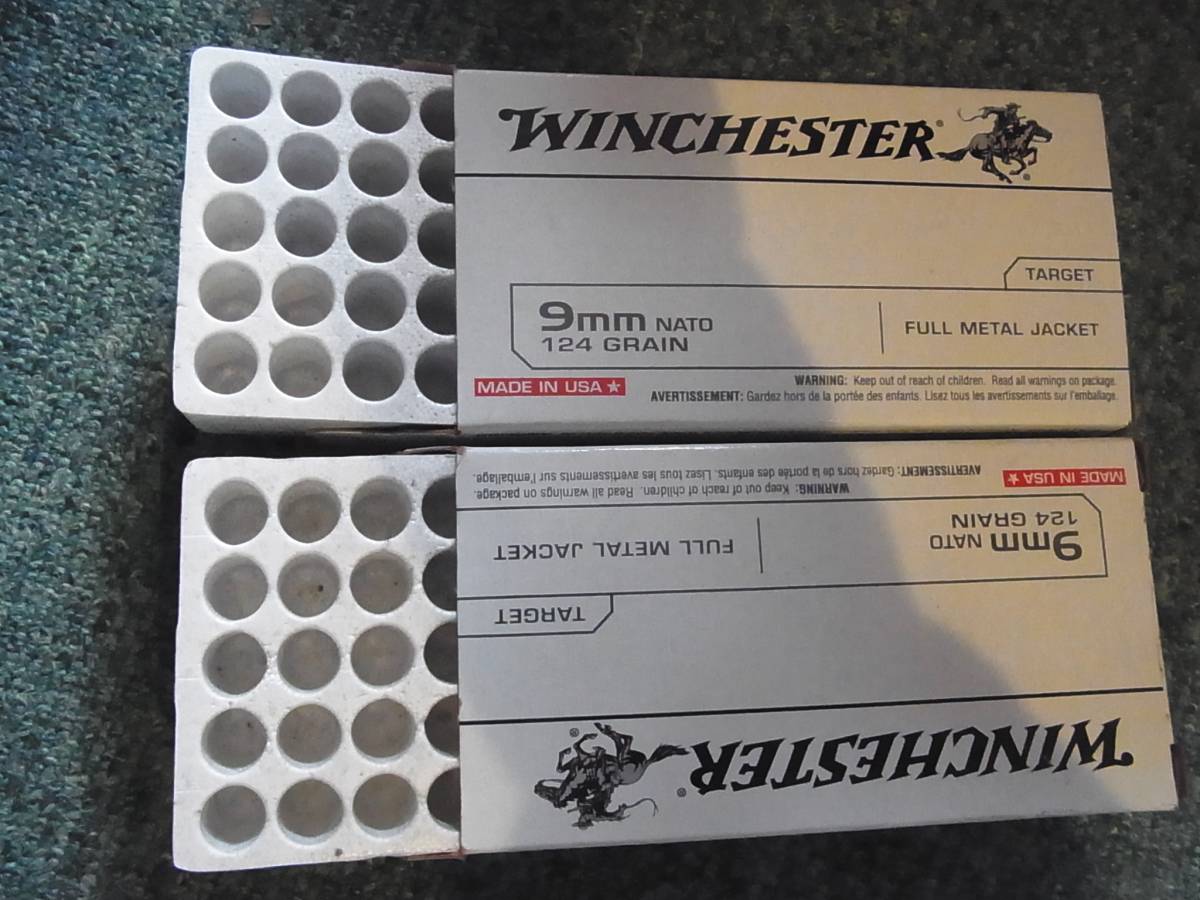 WINCHESTER®
TARGET
9mm NATO
124 GRAIN
FULL METAL JACKET
MADE IN USA
WARNING: Keep out of reach of children. Read all warnings on package.
AVERTISSEMENT: Gardez hors de la portée des enfants. Lisez tous les avertissements sur l'emballage.
WINCHESTER®
TARGET
9mm NATO
124 GRAIN
FULL METAL JACKET
MADE IN USA
WARNING: Keep out of reach of children. Read all warnings on package.
AVERTISSEMENT: Gardez hors de la portée des enfants. Lisez tous les avertissements sur l'emballage.